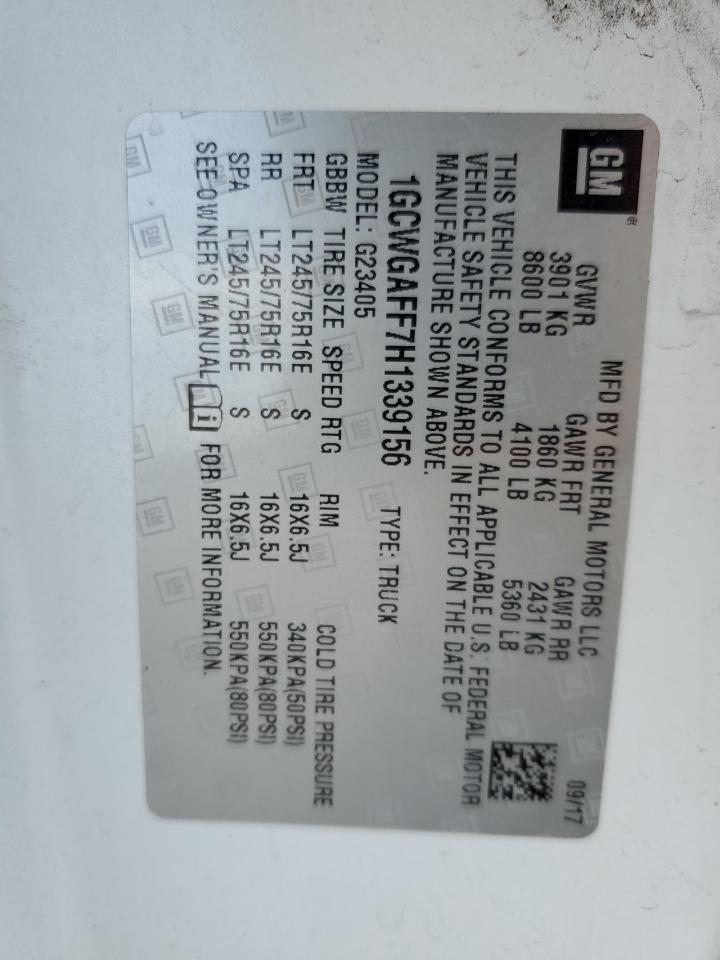 GM
MFD BY GENERAL MOTORS LLC 09/17
GVWR GAWR FRT GAWR RR
3901 KG 1860 KG 2431 KG
8600 LB 4100 LB 5360 LB
THIS VEHICLE CONFORMS TO ALL APPLICABLE U.S. FEDERAL MOTOR
VEHICLE SAFETY STANDARDS IN EFFECT ON THE DATE OF
MANUFACTURE SHOWN ABOVE.
1GCWGAFF7H1339156 TYPE: TRUCK
MODEL: G23405
GBBW TIRE SIZE SPEED RTG RIM COLD TIRE PRESSURE
FRT LT245/75R16E S 16X6.5J 340KPA(50PSI)
RR LT245/75R16E S 16X6.5J 550KPA(80PSI)
SPA LT245/75R16E S 16X6.5J 550KPA(80PSI)
SEE OWNER'S MANUAL i FOR MORE INFORMATION.